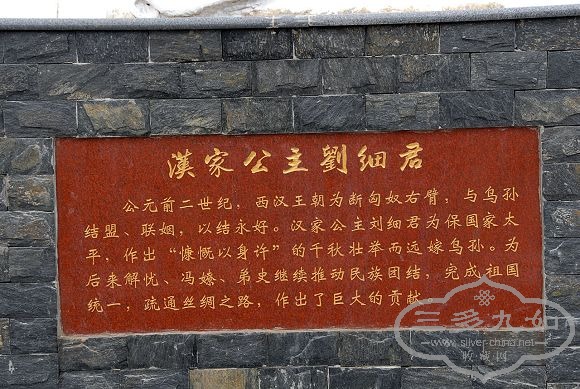 漢家公主劉細君
公元前二世纪，西汉王朝为断匈奴右臂，与乌孙
结盟、联姻，以结永好。汉家公主刘细君为保国家太
平，作出“慷慨以身许”的千秋壮举而远嫁乌孙。为
后来解忧、冯嫽、弟史继续推动民族团结，完成祖国
统一，疏通丝绸之路，作出了巨大的贡献。
三多九如
www.silver-china.net
收藏网